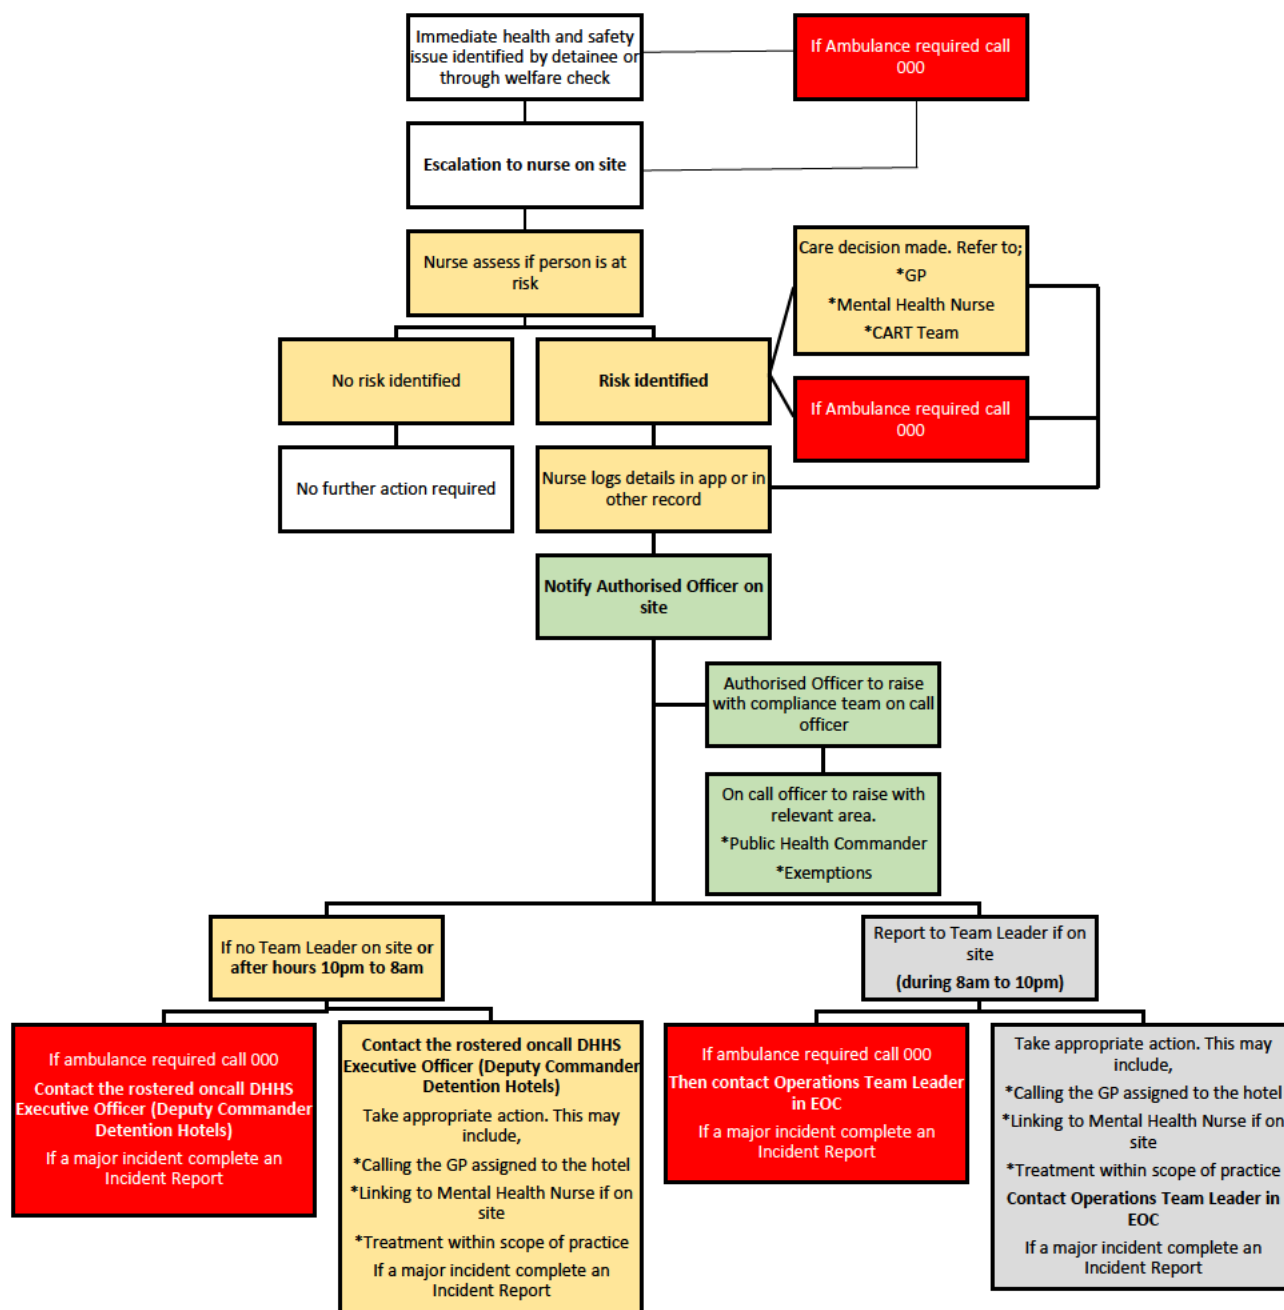 Immediate health and safety
issue identified by detainee or
through welfare check
If Ambulance required call
000
Escalation to nurse on site
Nurse assess if person is at
risk
Care decision made. Refer to;
*GP
*Mental Health Nurse
*CART Team
No risk identified
Risk identified
If Ambulance required call
000
No further action required
Nurse logs details in app or in
other record
Notify Authorised Officer on
site
Authorised Officer to raise
with compliance team on call
officer
On call officer to raise with
relevant area.
*Public Health Commander
*Exemptions
If no Team Leader on site or
after hours 10pm to 8am
Report to Team Leader if on
site
(during 8am to 10pm)
If ambulance required call 000
Contact the rostered oncall DHHS
Executive Officer (Deputy Commander
Detention Hotels)
If a major incident complete an
Incident Report
Contact the rostered oncall DHHS
Executive Officer (Deputy Commander
Detention Hotels)
Take appropriate action. This may
include,
*Calling the GP assigned to the hotel
*Linking to Mental Health Nurse if on
site
*Treatment within scope of practice
If a major incident complete an
Incident Report
If ambulance required call 000
Then contact Operations Team Leader
in EOC
If a major incident complete an
Incident Report
Take appropriate action. This may
include,
*Calling the GP assigned to the hotel
*Linking to Mental Health Nurse if on
site
*Treatment within scope of practice
Contact Operations Team Leader in
EOC
If a major incident complete an
Incident Report